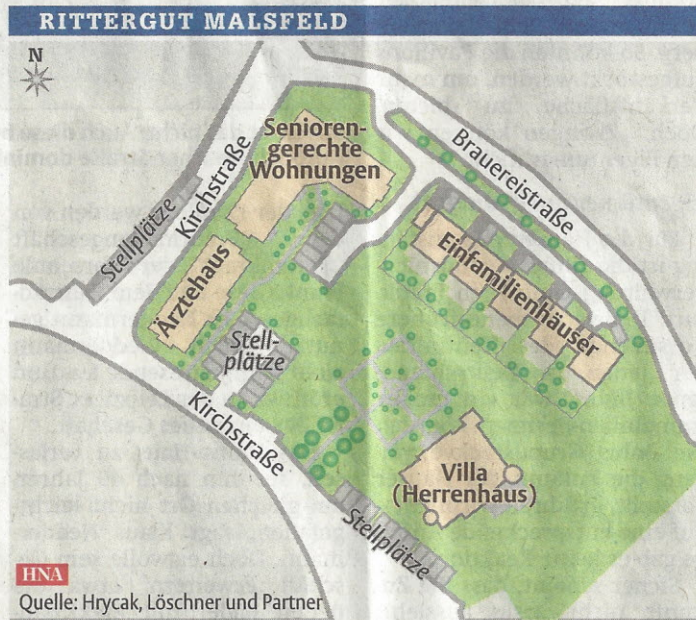 RITTERGUT MALSFELD
N
Senioren-
gerechte
Wohnungen
Brauereistraße
Kirchstraße
Stellplätze
Einfamilienhäuser
Ärztehaus
Stell-
plätze
Kirchstraße
Villa
(Herrenhaus)
Stellplätze
HNA
Quelle: Hrycak, Löschner und Partner